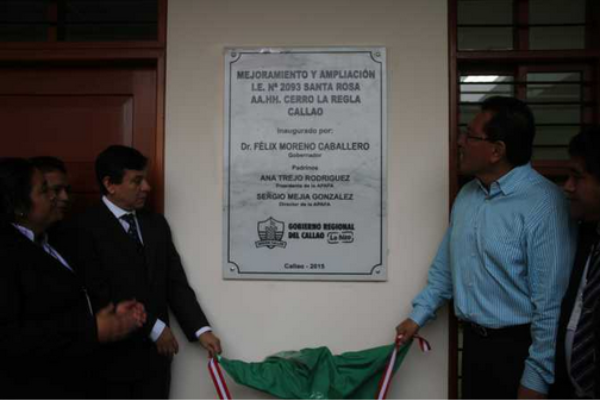 MEJORAMIENTO Y AMPLIACIÓN
I.E. Nº 2093 SANTA ROSA
AA.HH. CERRO LA REGLA
CALLAO
Inaugurado por:
Dr. FÉLIX MORENO CABALLERO
Gobernador
Padrinos
ANA TREJO RODRIGUEZ
Presidenta de la APAFA
SERGIO MEJIA GONZALEZ
Director de la APAFA
GOBIERNO REGIONAL
DEL CALLAO
Callao - 2015